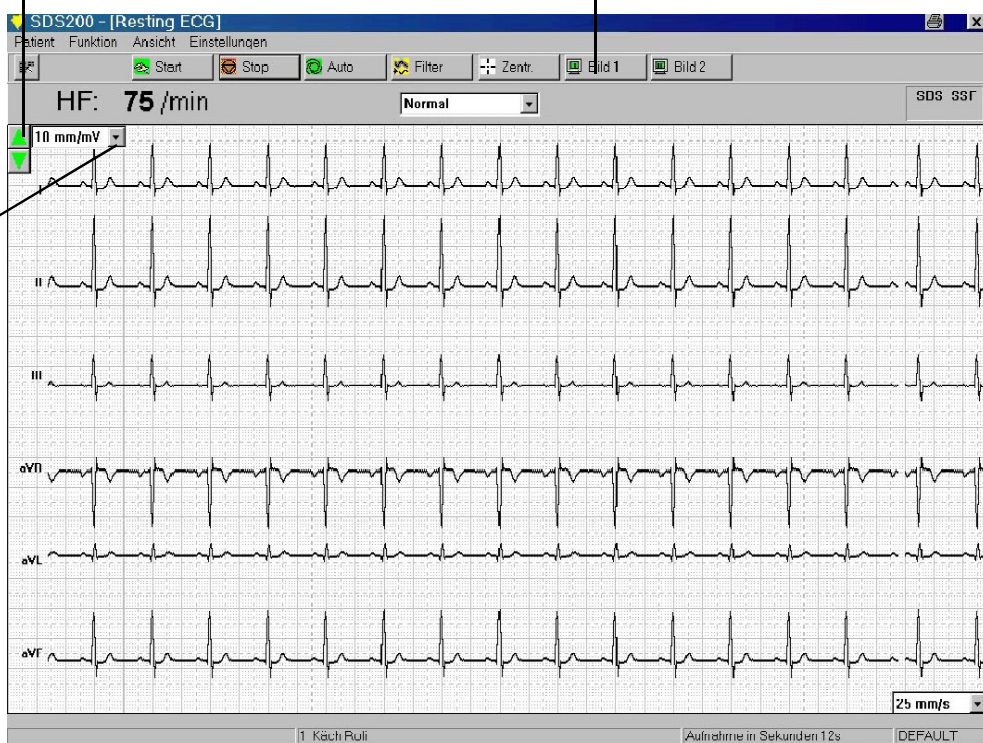 SDS200 - [Resting ECG]
Patient Funktion Ansicht Einstellungen
Start Stop Auto Filter Zentr. Bild 1 Bild 2
HF: 75 /min
Normal
SDS SSF
10 mm/mV
I
II
III
aVR
aVL
aVF
25 mm/s
1 Käch Ruli
Aufnahme in Sekunden 12s
DEFAULT